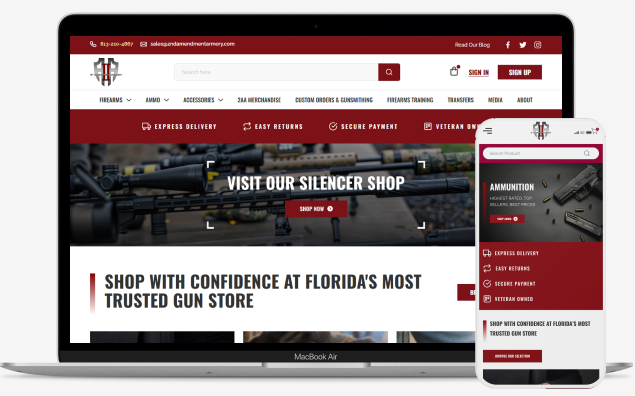 813-210-4867
sales@2ndamendmentarmory.com
Read Our Blog
Search here
SIGN IN
SIGN UP
FIREARMS
AMMO
ACCESSORIES
2AA MERCHANDISE
CUSTOM ORDERS & GUNSMITHING
FIREARMS TRAINING
TRANSFERS
MEDIA
ABOUT
EXPRESS DELIVERY
EASY RETURNS
SECURE PAYMENT
VETERAN OW
VISIT OUR SILENCER SHOP
SHOP NOW
SHOP WITH CONFIDENCE AT FLORIDA'S MOST
TRUSTED GUN STORE
MacBook Air
Search Product
AMMUNITION
HIGHEST RATED, TOP
SELLERS, BEST PRICES
EXPRESS DELIVERY
EASY RETURNS
SECURE PAYMENT
VETERAN OWNED
SHOP WITH CONFIDENCE AT FLORIDA'S MOST
TRUSTED GUN STORE
BROWSE OUR SELECTION